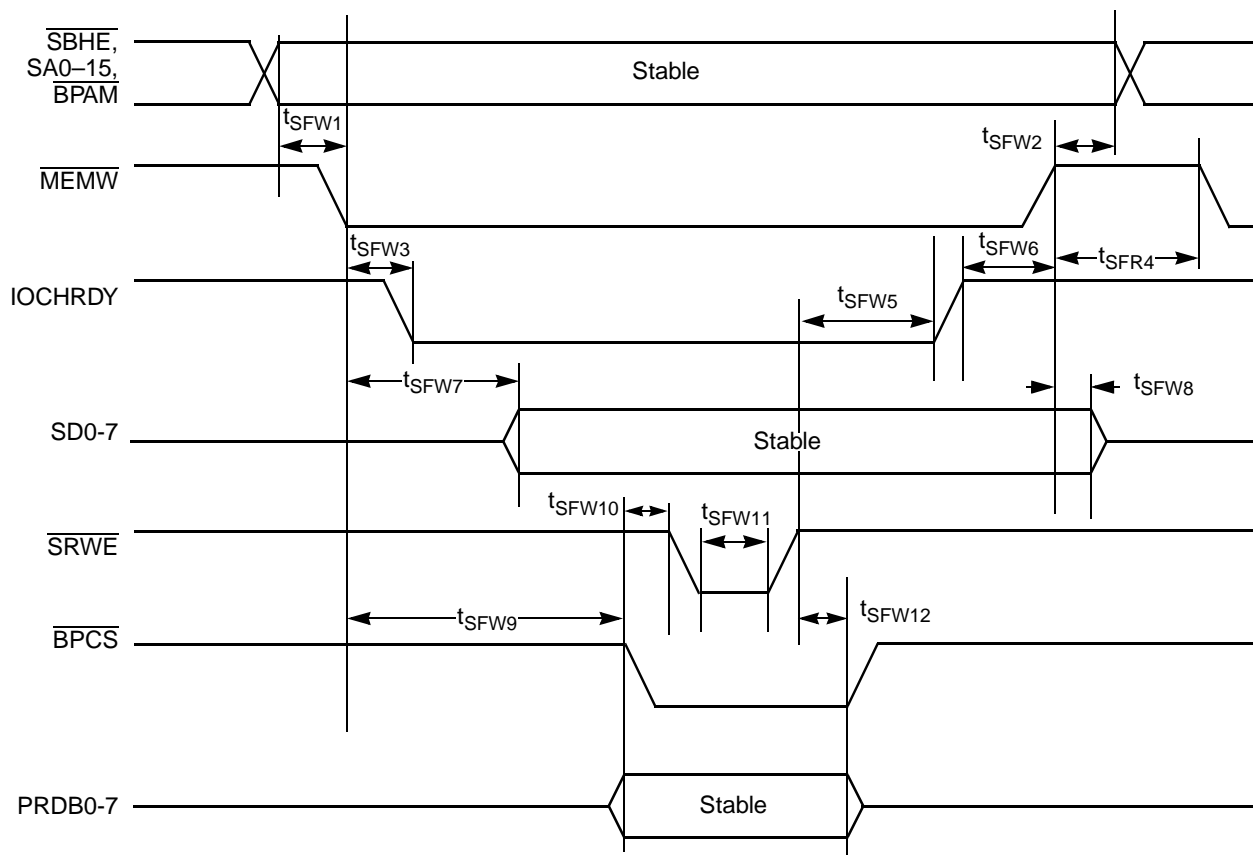 SBHE,
SA0–15,
BPAM
Stable
tSFW1
tSFW2
MEMW
tSFW3
tSFW6
tSFR4
IOCHRDY
tSFW5
tSFW7
tSFW8
SD0-7
Stable
tSFW10
tSFW11
SRWE
tSFW9
tSFW12
BPCS
PRDB0-7
Stable